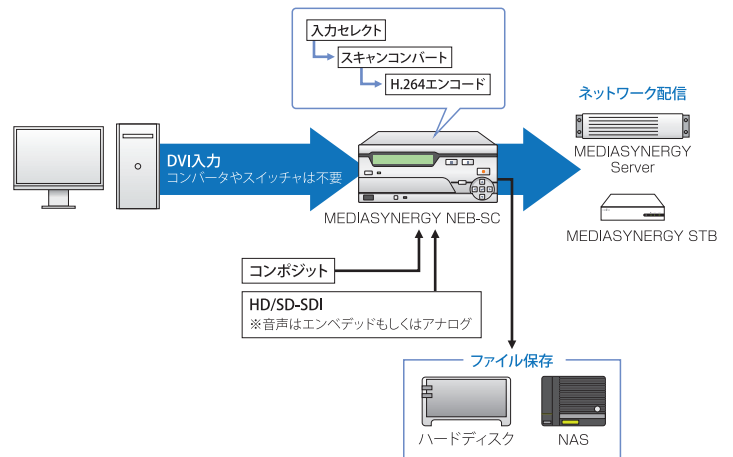 入力セレクト
スキャンコンバート
H.264エンコード
ネットワーク配信
DVI入力
コンバータやスイッチャは不要
MEDIASYNERGY
Server
MEDIASYNERGY NEB-SC
MEDIASYNERGY STB
コンポジット
HD/SD-SDI
※音声はエンベデッドもしくはアナログ
ファイル保存
ハードディスク
NAS